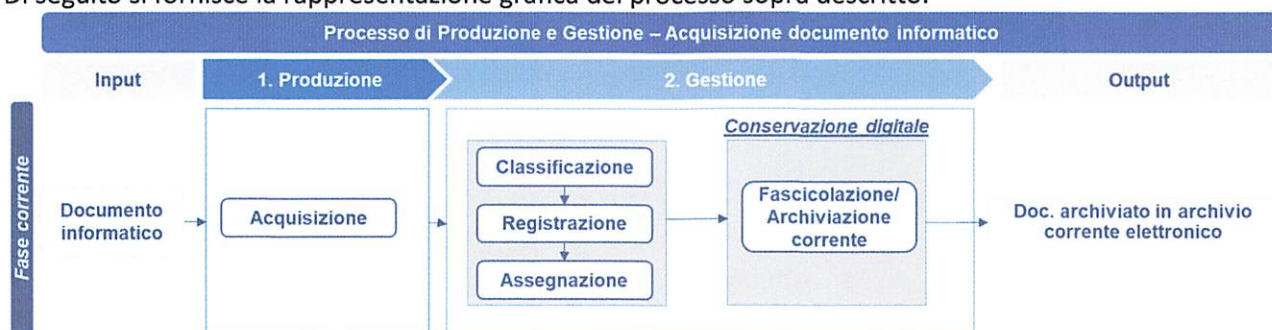 Di seguito si fornisce la rappresentazione grafica del processo sopra descritto.
Processo di Produzione e Gestione – Acquisizione documento informatico
Input
1. Produzione
2. Gestione
Output
Fase corrente
Documento
informatico
Acquisizione
Classificazione
Registrazione
Assegnazione
Conservazione digitale
Fascicolazione/
Archiviazione
corrente
Doc. archiviato in archivio
corrente elettronico